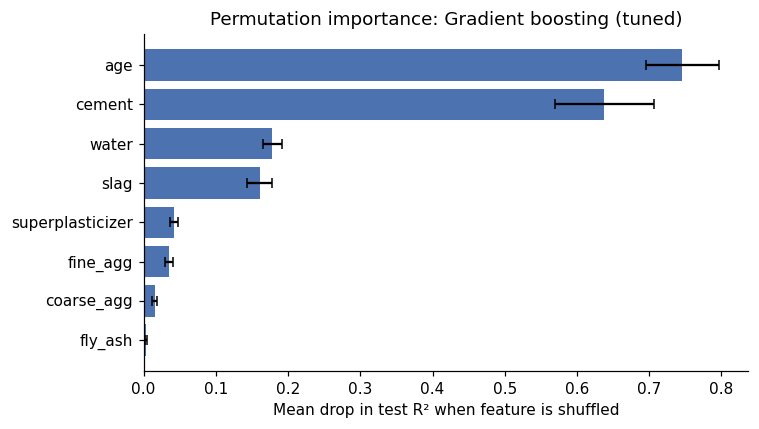 Permutation importance: Gradient boosting (tuned)
age
cement
water
slag
superplasticizer
fine_agg
coarse_agg
fly_ash
0.0 0.1 0.2 0.3 0.4 0.5 0.6 0.7 0.8
Mean drop in test R² when feature is shuffled